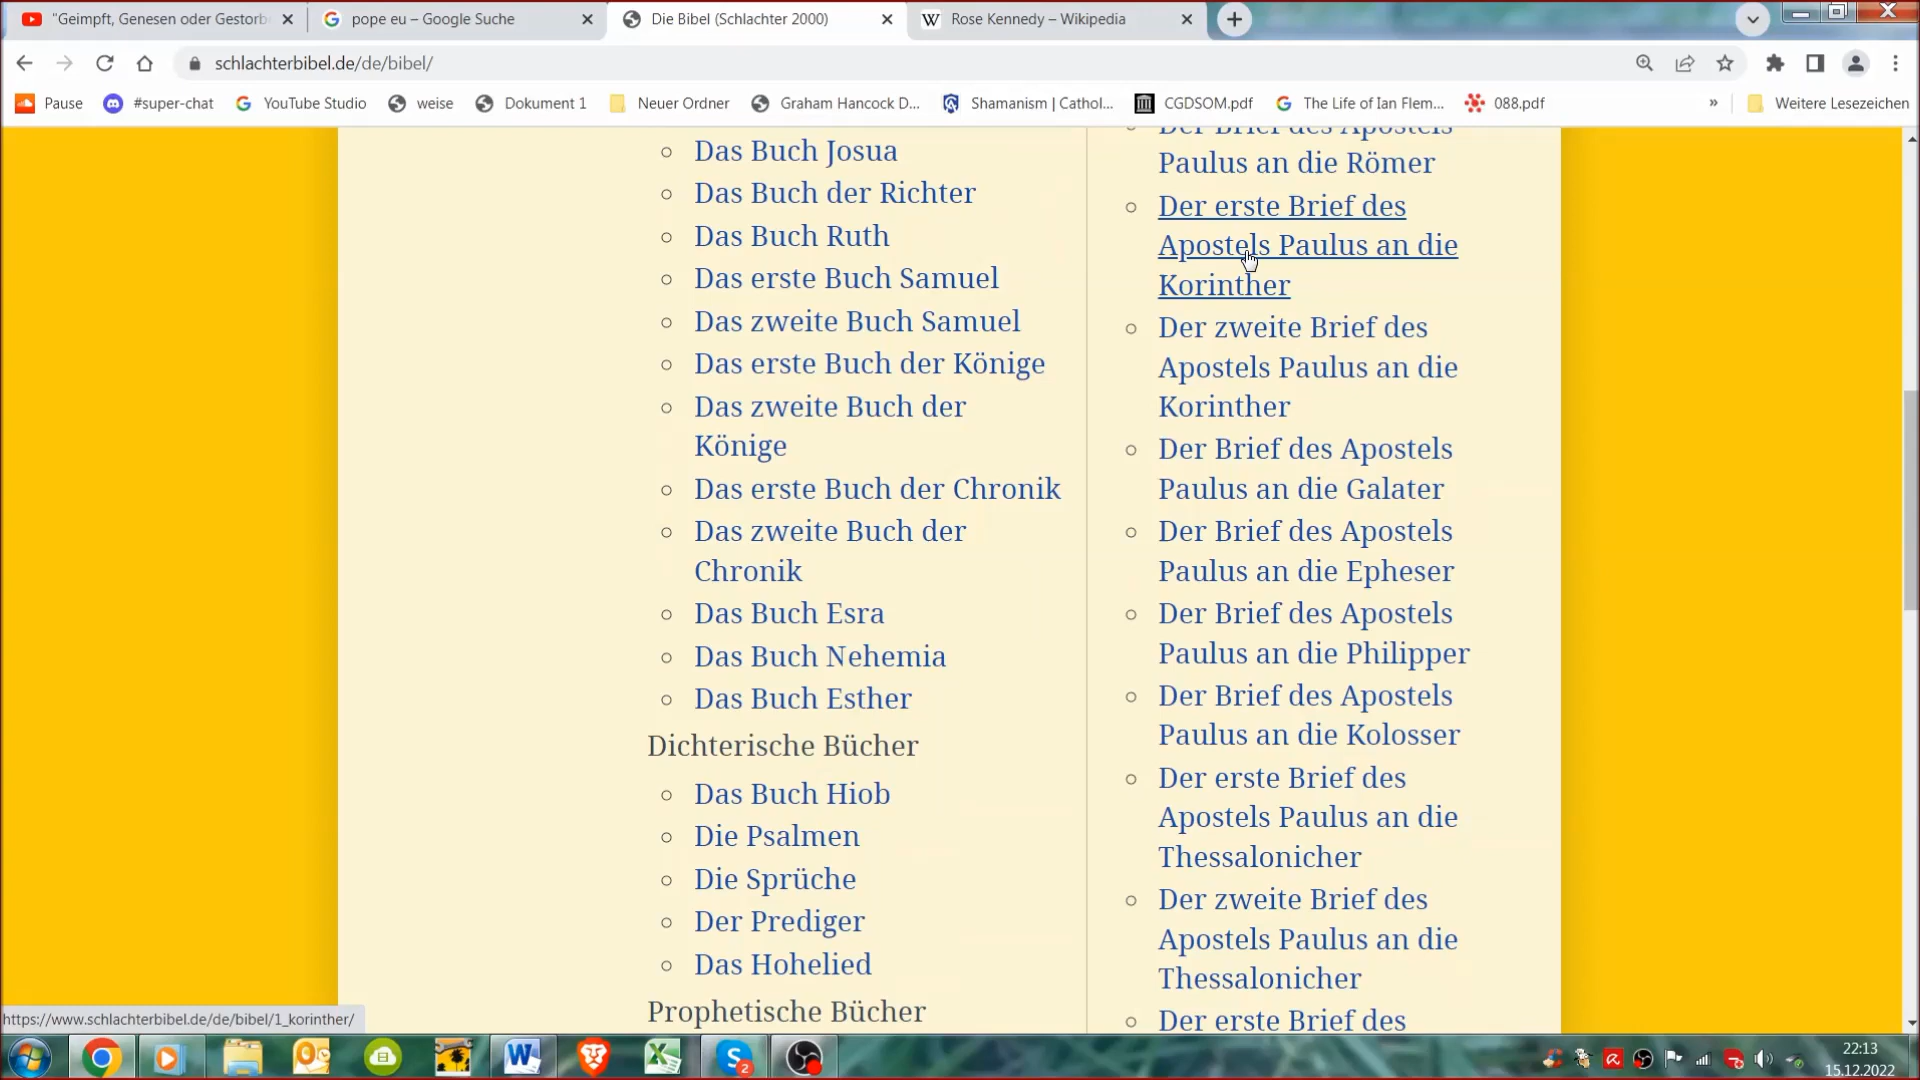 "Geimpft, Genesen oder Gestorb
pope eu – Google Suche
Die Bibel (Schlachter 2000)
Rose Kennedy – Wikipedia
schlachterbibel.de/de/bibel/
Pause
#super-chat
YouTube Studio
weise
Dokument 1
Neuer Ordner
Graham Hancock D...
Shamanism | Cathol...
CGDSOM.pdf
The Life of Ian Flem...
088.pdf
»
Weitere Lesezeichen
Das Buch Josua
Das Buch der Richter
Das Buch Ruth
Das erste Buch Samuel
Das zweite Buch Samuel
Das erste Buch der Könige
Das zweite Buch der
Könige
Das erste Buch der Chronik
Das zweite Buch der
Chronik
Das Buch Esra
Das Buch Nehemia
Das Buch Esther
Dichterische Bücher
Das Buch Hiob
Die Psalmen
Die Sprüche
Der Prediger
Das Hohelied
Prophetische Bücher
Der Brief des Apostels
Paulus an die Römer
Der erste Brief des
Apostels Paulus an die
Korinther
Der zweite Brief des
Apostels Paulus an die
Korinther
Der Brief des Apostels
Paulus an die Galater
Der Brief des Apostels
Paulus an die Epheser
Der Brief des Apostels
Paulus an die Philipper
Der Brief des Apostels
Paulus an die Kolosser
Der erste Brief des
Apostels Paulus an die
Thessalonicher
Der zweite Brief des
Apostels Paulus an die
Thessalonicher
Der erste Brief des
https://www.schlachterbibel.de/de/bibel/1_korinther/
2
22:13
15.12.2022